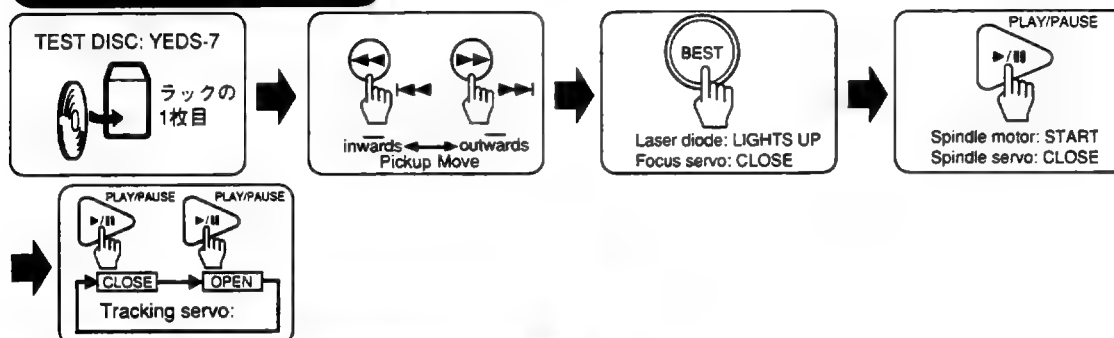 TEST DISC: YEDS-7
ラックの
1枚目
inwards outwards
Pickup Move
BEST
Laser diode: LIGHTS UP
Focus servo: CLOSE
PLAY/PAUSE
Spindle motor: START
Spindle servo: CLOSE
PLAY/PAUSE PLAY/PAUSE
CLOSE OPEN
Tracking servo: